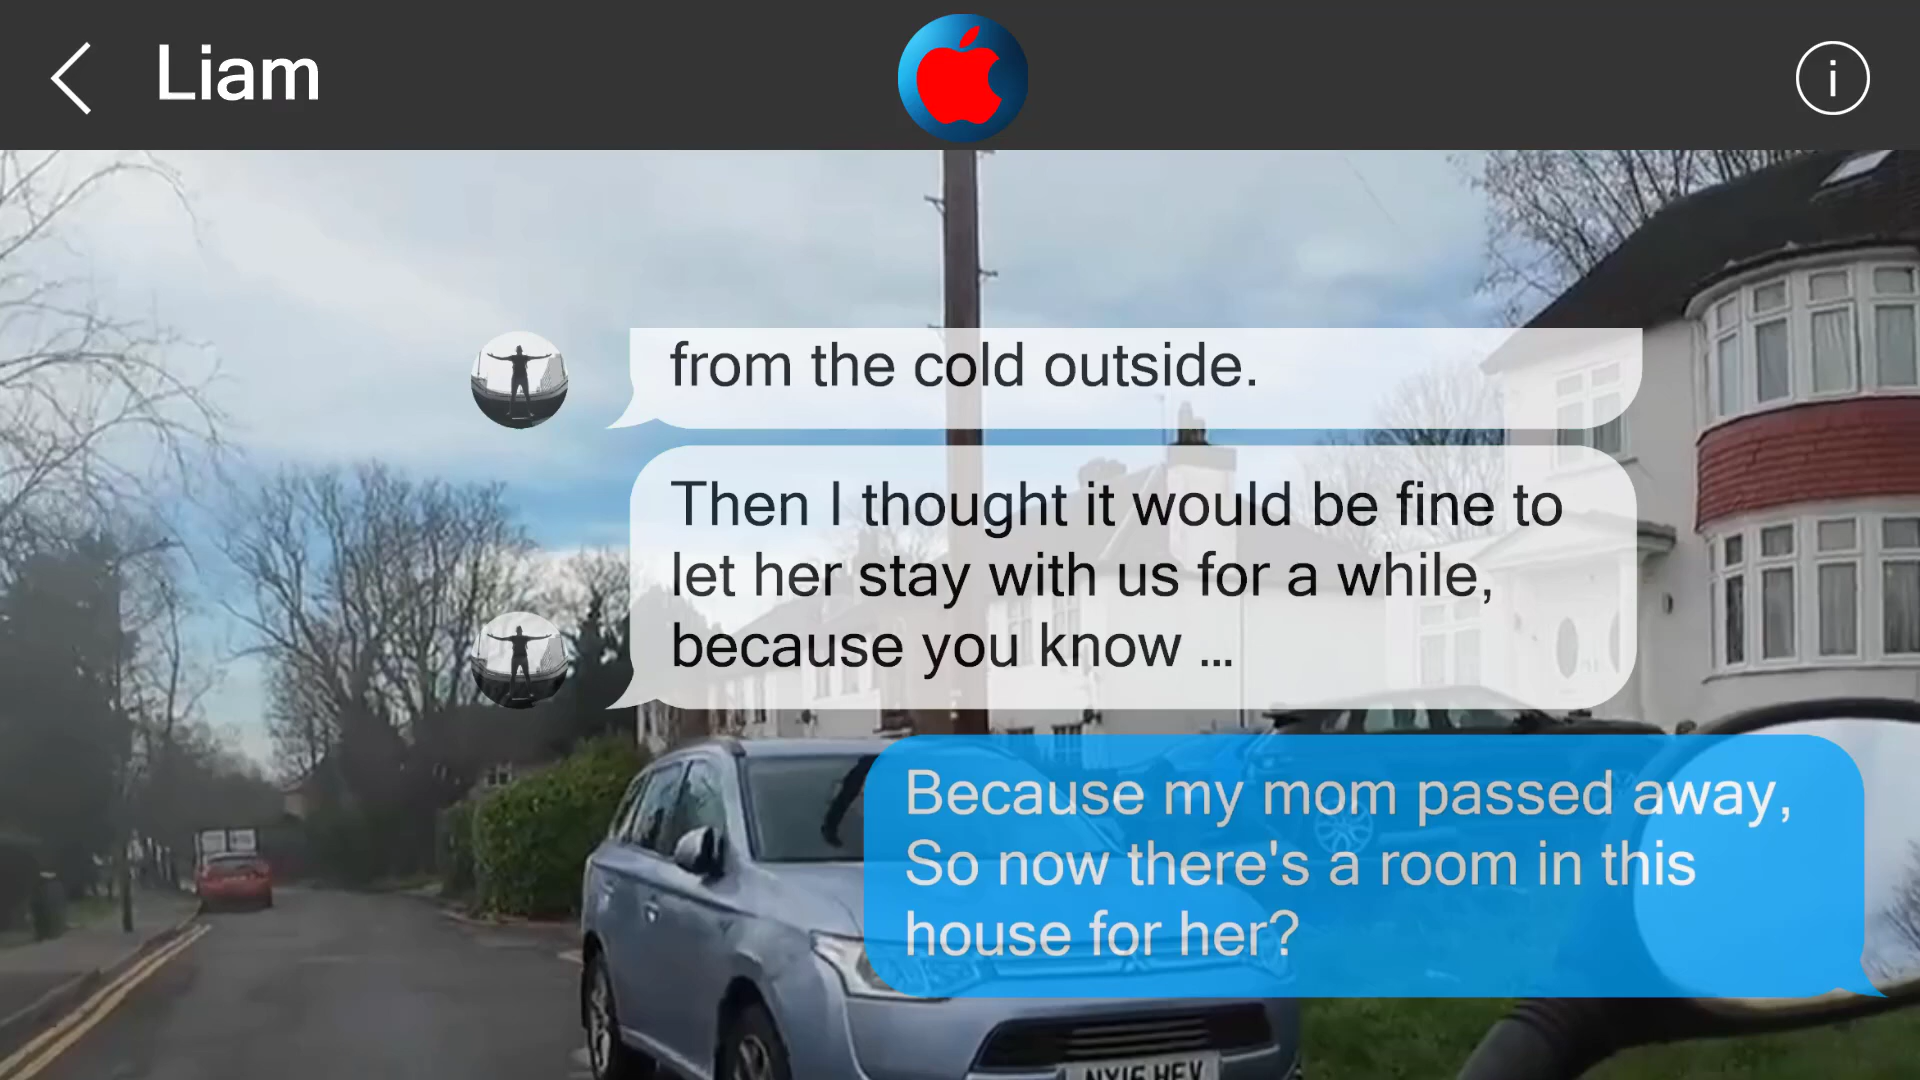 Liam
i
from the cold outside.
Then I thought it would be fine to
let her stay with us for a while,
because you know ...
Because my mom passed away,
So now there's a room in this
house for her?